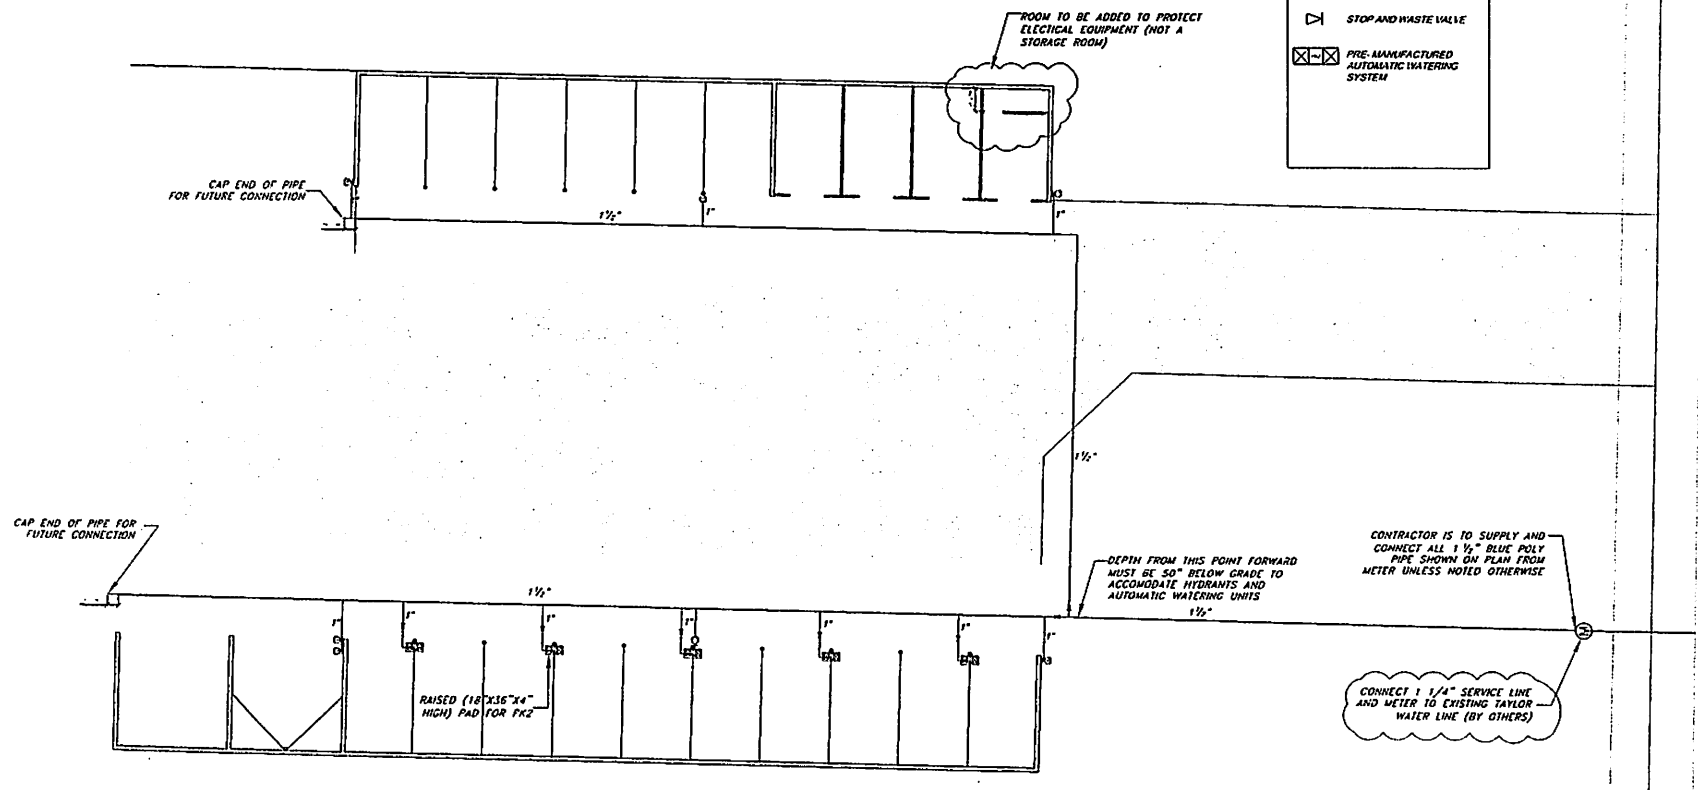 ROOM TO BE ADDED TO PROTECT
ELECTICAL EQUIPMENT (NOT A
STORAGE ROOM)
STOP AND WASTE VALVE
PRE-MANUFACTURED
AUTOMATIC WATERING
SYSTEM
CAP END OF PIPE
FOR FUTURE CONNECTION
1½"
1"
1"
1½"
CAP END OF PIPE FOR
FUTURE CONNECTION
DEPTH FROM THIS POINT FORWARD
MUST BE 50" BELOW GRADE TO
ACCOMODATE HYDRANTS AND
AUTOMATIC WATERING UNITS
CONTRACTOR IS TO SUPPLY AND
CONNECT ALL 1 ½" BLUE POLY
PIPE SHOWN ON PLAN FROM
METER UNLESS NOTED OTHERWISE
1½"
1½"
1"
1"
1"
1"
1"
1"
1"
1"
M
RAISED (18"X36"X4"
HIGH) PAD FOR FK2
CONNECT 1 1/4" SERVICE LINE
AND METER TO EXISTING TAYLOR
WATER LINE (BY OTHERS)